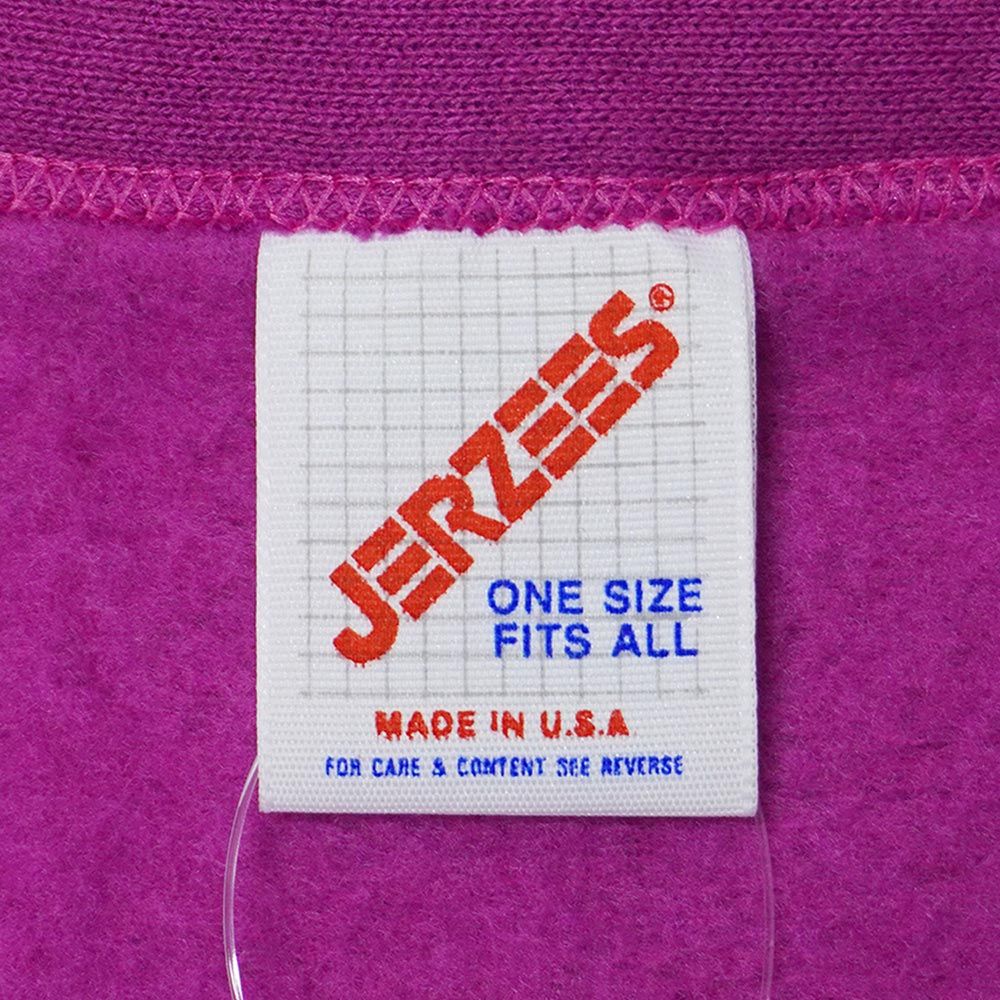 JERZEES®
ONE SIZE
FITS ALL
MADE IN U.S.A
FOR CARE & CONTENT SEE REVERSE